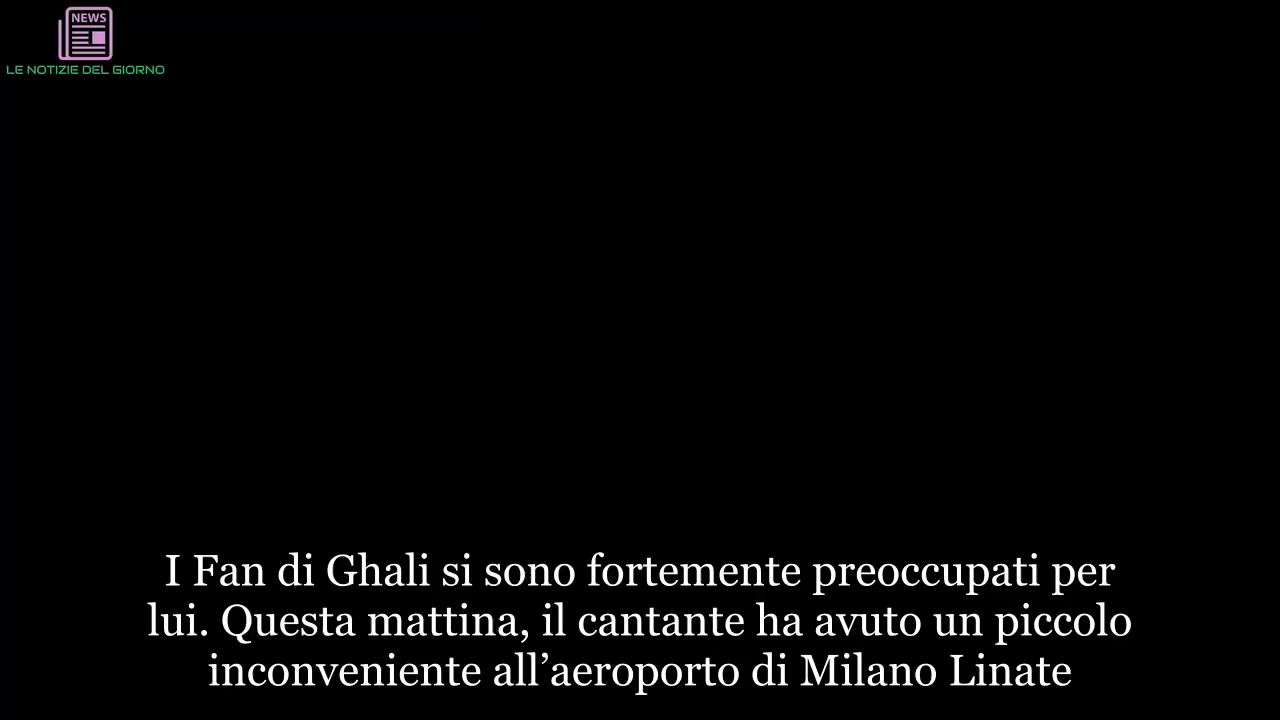 NEWS
LE NOTIZIE DEL GIORNO
I Fan di Ghali si sono fortemente preoccupati per
lui. Questa mattina, il cantante ha avuto un piccolo
inconveniente all’aeroporto di Milano Linate